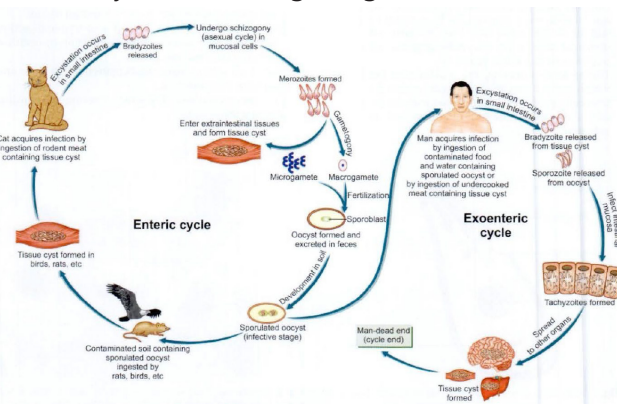 Excystation occurs
in small intestine
Bradyzoites
released
Undergo schizogony
(asexual cycle) in
mucosal cells
Merozoites formed
Enter extraintestinal tissues
and form tissue cyst
Gametogony
Microgamete
Macrogamete
Fertilization
Sporoblast
Oocyst formed and
excreted in feces
Development in soil
Sporulated oocyst
(infective stage)
Contaminated soil containing
sporulated oocyst
ingested by
rats, birds, etc
Tissue cyst formed in
birds, rats, etc
Cat acquires infection by
ingestion of rodent meat
containing tissue cyst
Enteric cycle
Man acquires infection
by ingestion of
contaminated food
and water containing
sporulated oocyst or
by ingestion of undercooked
meat containing tissue cyst
Excystation occurs
in small intestine
Bradyzoite released
from tissue cyst
Sporozoite released
from oocyst
mucosa
Tachyzoites formed
Spread
to other organs
Tissue cyst
formed
Man-dead end
(cycle end)
Exoenteric
cycle